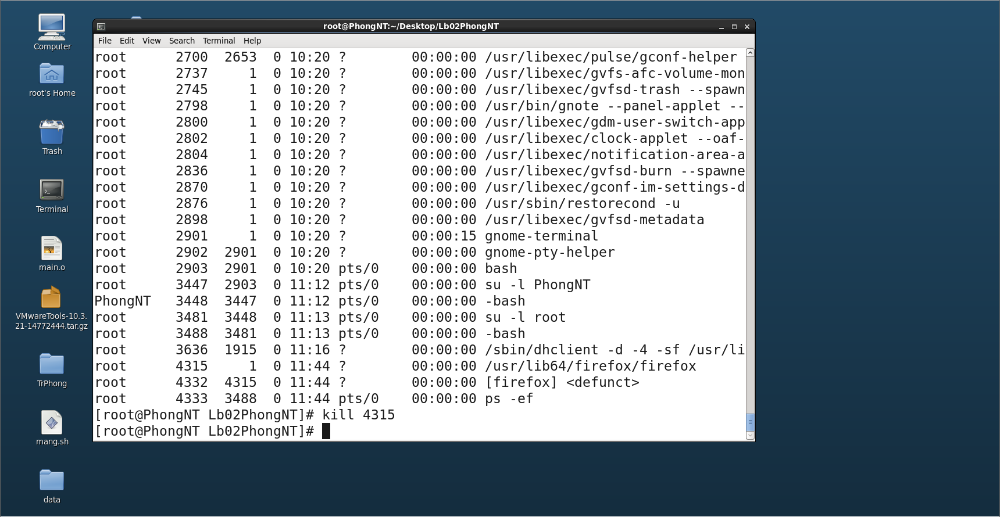 Computer
root's Home
Trash
Terminal
main.o
VMwareTools-10.3.
21-14772444.tar.gz
TrPhong
mang.sh
data
root@PhongNT:~/Desktop/Lb02PhongNT
File Edit View Search Terminal Help
root 2700 2653 0 10:20 ? 00:00:00 /usr/libexec/pulse/gconf-helper
root 2737 1 0 10:20 ? 00:00:00 /usr/libexec/gvfs-afc-volume-mon
root 2745 1 0 10:20 ? 00:00:00 /usr/libexec/gvfsd-trash --spawn
root 2798 1 0 10:20 ? 00:00:00 /usr/bin/gnote --panel-applet --
root 2800 1 0 10:20 ? 00:00:00 /usr/libexec/gdm-user-switch-app
root 2802 1 0 10:20 ? 00:00:00 /usr/libexec/clock-applet --oaf-
root 2804 1 0 10:20 ? 00:00:00 /usr/libexec/notification-area-a
root 2836 1 0 10:20 ? 00:00:00 /usr/libexec/gvfsd-burn --spawne
root 2870 1 0 10:20 ? 00:00:00 /usr/libexec/gconf-im-settings-d
root 2876 1 0 10:20 ? 00:00:00 /usr/sbin/restorecond -u
root 2898 1 0 10:20 ? 00:00:00 /usr/libexec/gvfsd-metadata
root 2901 1 0 10:20 ? 00:00:15 gnome-terminal
root 2902 2901 0 10:20 ? 00:00:00 gnome-pty-helper
root 2903 2901 0 10:20 pts/0 00:00:00 bash
root 3447 2903 0 11:12 pts/0 00:00:00 su -l PhongNT
PhongNT 3448 3447 0 11:12 pts/0 00:00:00 -bash
root 3481 3448 0 11:13 pts/0 00:00:00 su -l root
root 3488 3481 0 11:13 pts/0 00:00:00 -bash
root 3636 1915 0 11:16 ? 00:00:00 /sbin/dhclient -d -4 -sf /usr/li
root 4315 1 0 11:44 ? 00:00:00 /usr/lib64/firefox/firefox
root 4332 4315 0 11:44 ? 00:00:00 [firefox] <defunct>
root 4333 3488 0 11:44 pts/0 00:00:00 ps -ef
[root@PhongNT Lb02PhongNT]# kill 4315
[root@PhongNT Lb02PhongNT]#